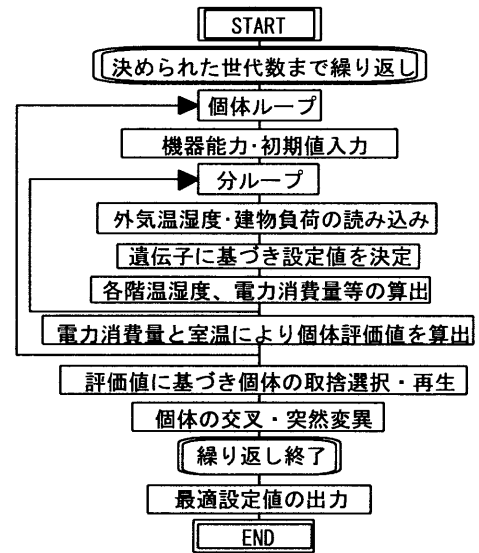 START
決められた世代数まで繰り返し
個体ループ
機器能力･初期値入力
分ループ
外気温湿度･建物負荷の読み込み
遺伝子に基づき設定値を決定
各階温湿度、電力消費量等の算出
電力消費量と室温により個体評価値を算出
評価値に基づき個体の取捨選択・再生
個体の交叉・突然変異
繰り返し終了
最適設定値の出力
END